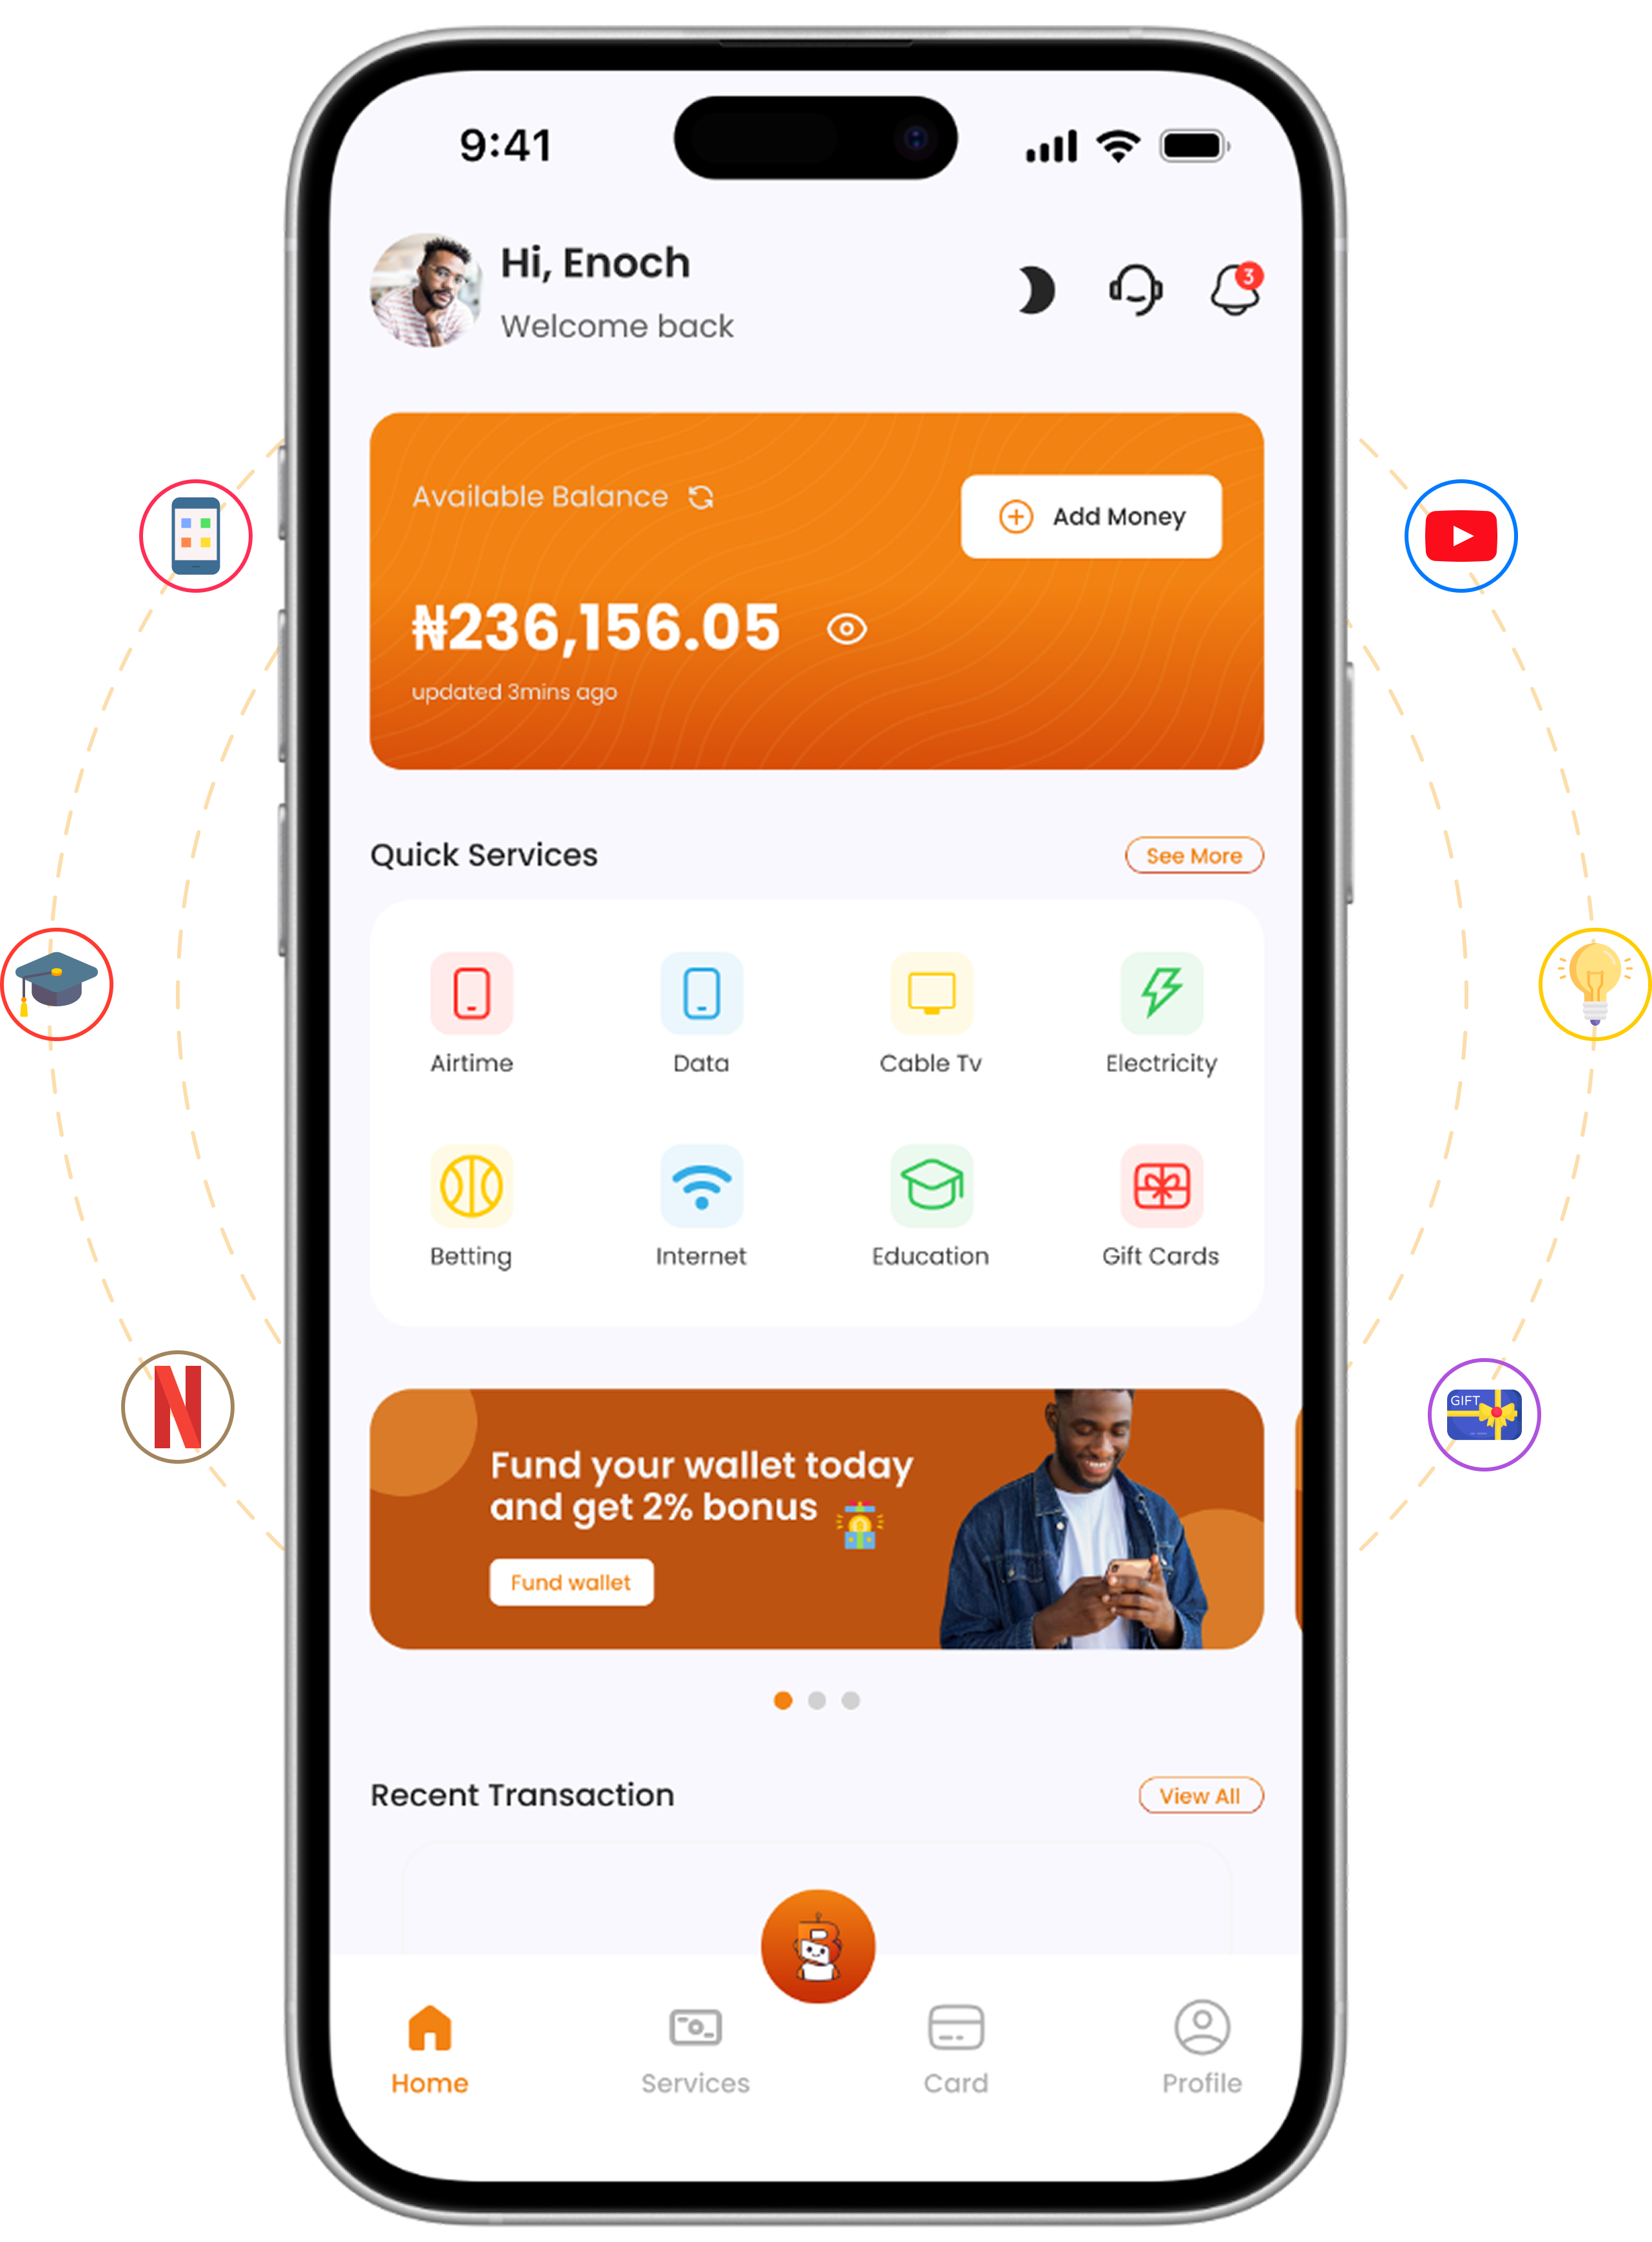 9:41
Hi, Enoch
3
Welcome back
Available Balance
Add Money
₦236,156.05
updated 3mins ago
Quick Services
See More
Airtime
Data
Cable Tv
Electricity
Betting
Internet
Education
Gift Cards
N
GIFT
Fund your wallet today
and get 2% bonus
Fund wallet
Recent Transaction
View All
B
Home
Services
Card
Profile